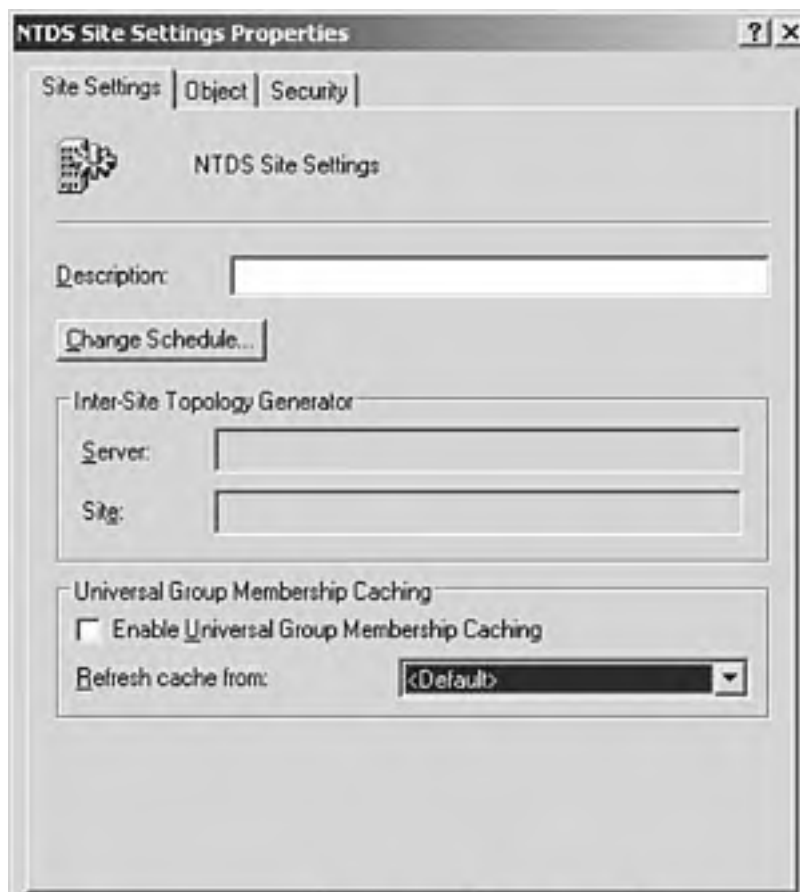 NTDS Site Settings Properties
Site Settings Object Security
NTDS Site Settings
Description:
Change Schedule...
Inter-Site Topology Generator
Server:
Site:
Universal Group Membership Caching
Enable Universal Group Membership Caching
Refresh cache from: <Default>